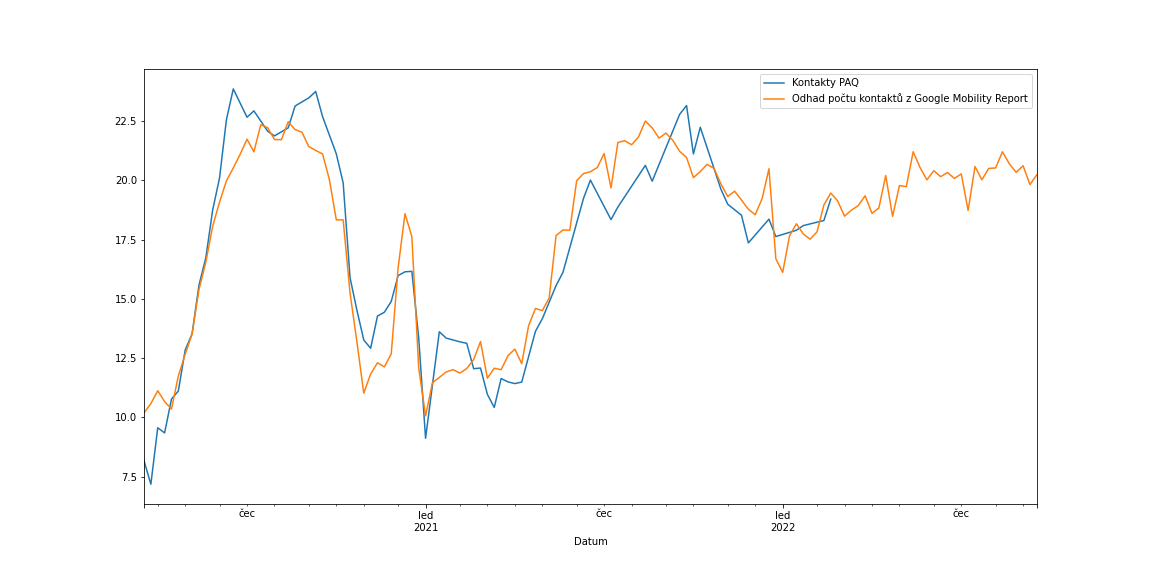 Kontakty PAQ
Odhad počtu kontaktů z Google Mobility Report
22.5
20.0
17.5
15.0
12.5
10.0
7.5
čec
led
2021
čec
led
2022
čec
Datum